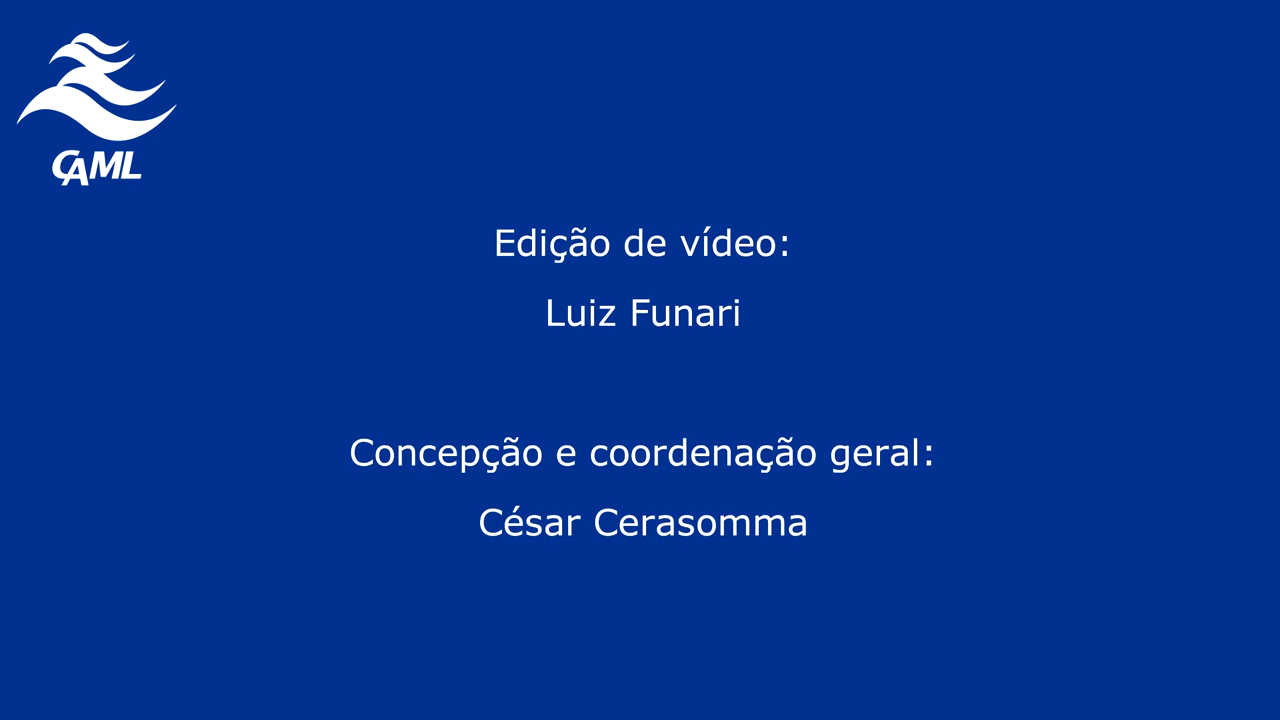 CAML
Edição de vídeo:
Luiz Funari
Concepção e coordenação geral:
César Cerasomma